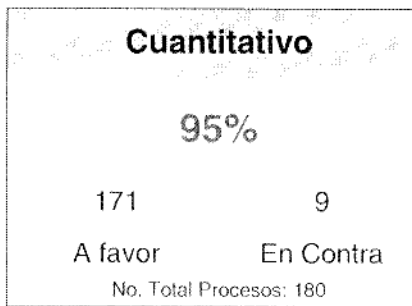 Cuantitativo
95%
171 9
A favor En Contra
No. Total Procesos: 180